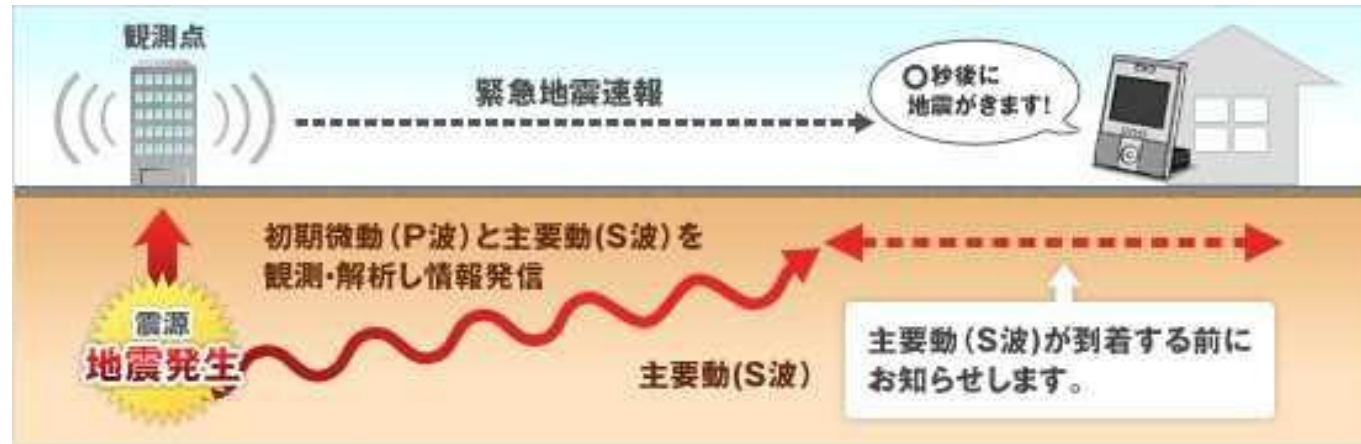 観測点
緊急地震速報
○秒後に
地震がきます!
初期微動(P波)と主要動(S波)を
観測・解析し情報発信
震源
地震発生
主要動(S波)
主要動(S波)が到着する前に
お知らせします。